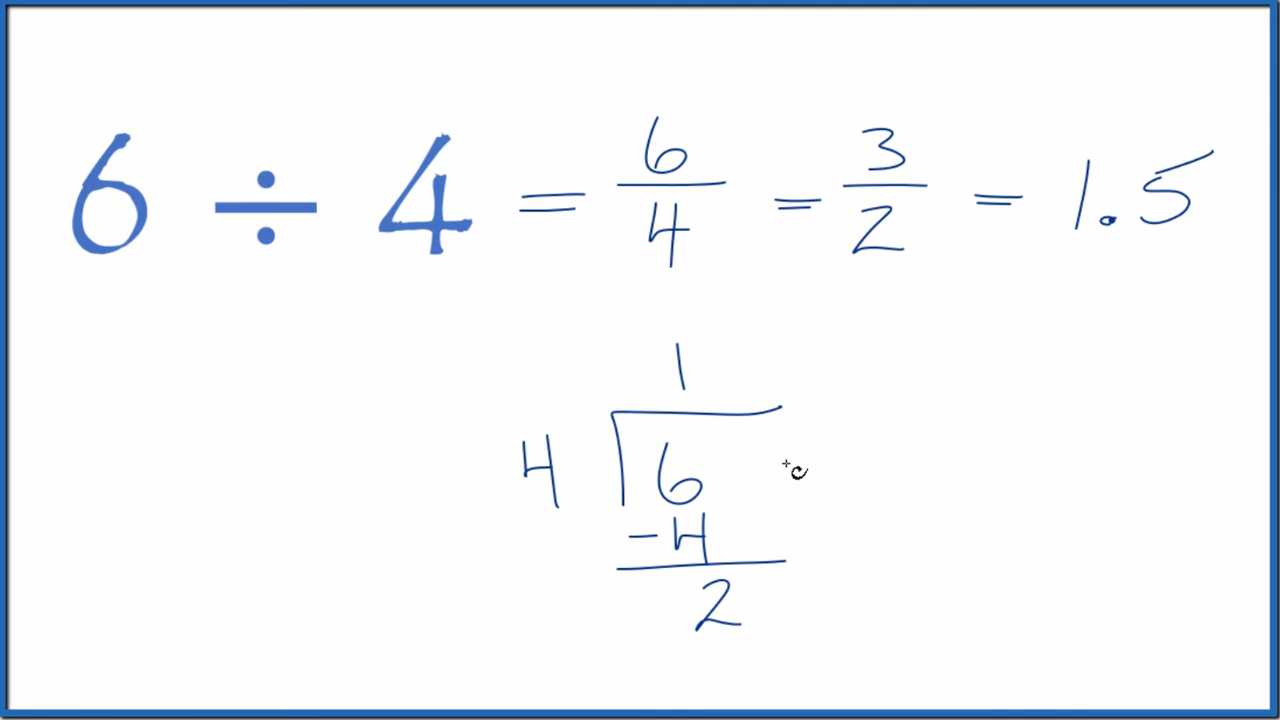 6 ÷ 4 = 6/4 = 3/2 = 1.5
1
4 6
-4
2